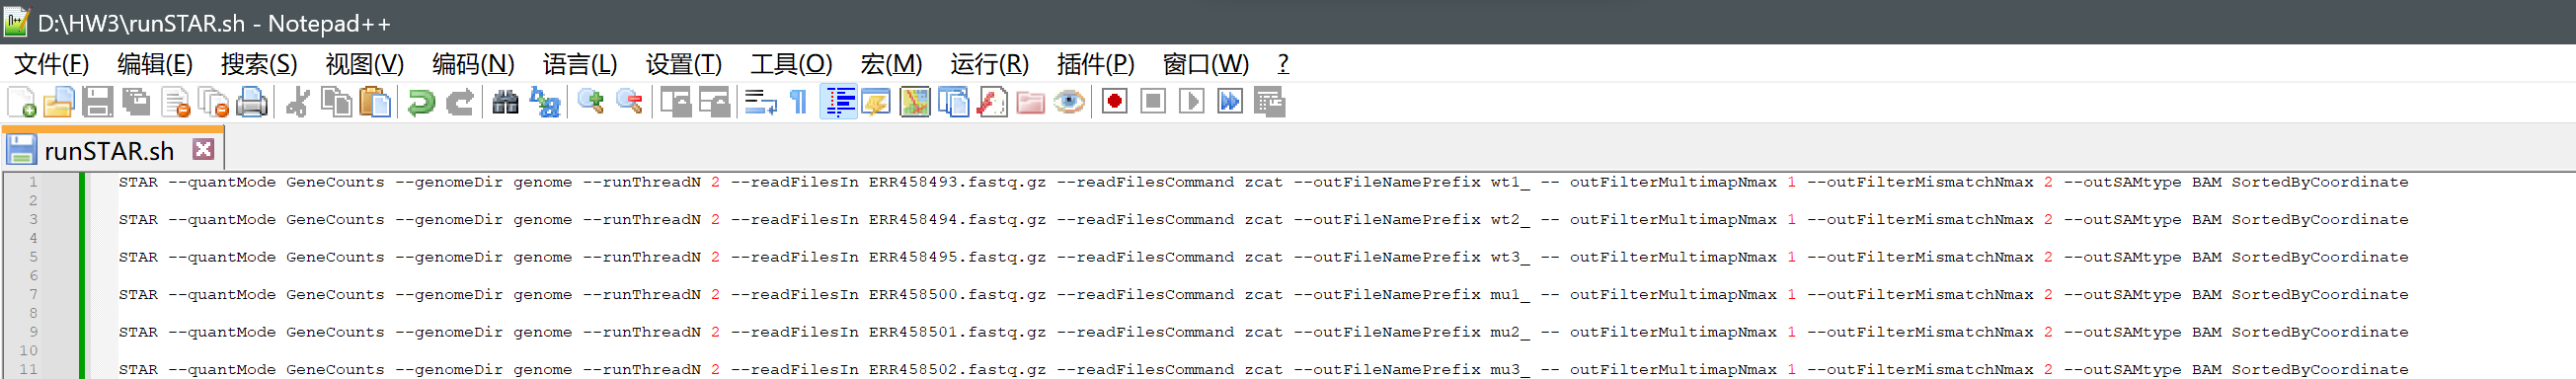 D:\HW3\runSTAR.sh - Notepad++
文件(F) 编辑(E) 搜索(S) 视图(V) 编码(N) 语言(L) 设置(T) 工具(O) 宏(M) 运行(R) 插件(P) 窗口(W) ?
runSTAR.sh
1 STAR --quantMode GeneCounts --genomeDir genome --runThreadN 2 --readFilesIn ERR458493.fastq.gz --readFilesCommand zcat --outFileNamePrefix wt1_ -- outFilterMultimapNmax 1 --outFilterMismatchNmax 2 --outSAMtype BAM SortedByCoordinate
2
3 STAR --quantMode GeneCounts --genomeDir genome --runThreadN 2 --readFilesIn ERR458494.fastq.gz --readFilesCommand zcat --outFileNamePrefix wt2_ -- outFilterMultimapNmax 1 --outFilterMismatchNmax 2 --outSAMtype BAM SortedByCoordinate
4
5 STAR --quantMode GeneCounts --genomeDir genome --runThreadN 2 --readFilesIn ERR458495.fastq.gz --readFilesCommand zcat --outFileNamePrefix wt3_ -- outFilterMultimapNmax 1 --outFilterMismatchNmax 2 --outSAMtype BAM SortedByCoordinate
6
7 STAR --quantMode GeneCounts --genomeDir genome --runThreadN 2 --readFilesIn ERR458500.fastq.gz --readFilesCommand zcat --outFileNamePrefix mu1_ -- outFilterMultimapNmax 1 --outFilterMismatchNmax 2 --outSAMtype BAM SortedByCoordinate
8
9 STAR --quantMode GeneCounts --genomeDir genome --runThreadN 2 --readFilesIn ERR458501.fastq.gz --readFilesCommand zcat --outFileNamePrefix mu2_ -- outFilterMultimapNmax 1 --outFilterMismatchNmax 2 --outSAMtype BAM SortedByCoordinate
10
11 STAR --quantMode GeneCounts --genomeDir genome --runThreadN 2 --readFilesIn ERR458502.fastq.gz --readFilesCommand zcat --outFileNamePrefix mu3_ -- outFilterMultimapNmax 1 --outFilterMismatchNmax 2 --outSAMtype BAM SortedByCoordinate